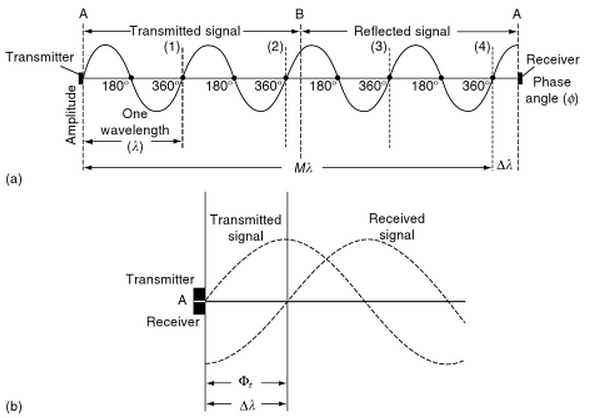 A B A
Transmitted signal Reflected signal
(1) (2) (3) (4)
Transmitter Receiver
180° 360° 180° 360° 180° 360° 180° 360°
Phase
angle (ϕ)
Amplitude
One
wavelength
(λ)
Mλ Δλ
(a)
Transmitted
signal
Received
signal
Transmitter
A
Receiver
Φr
Δλ
(b)